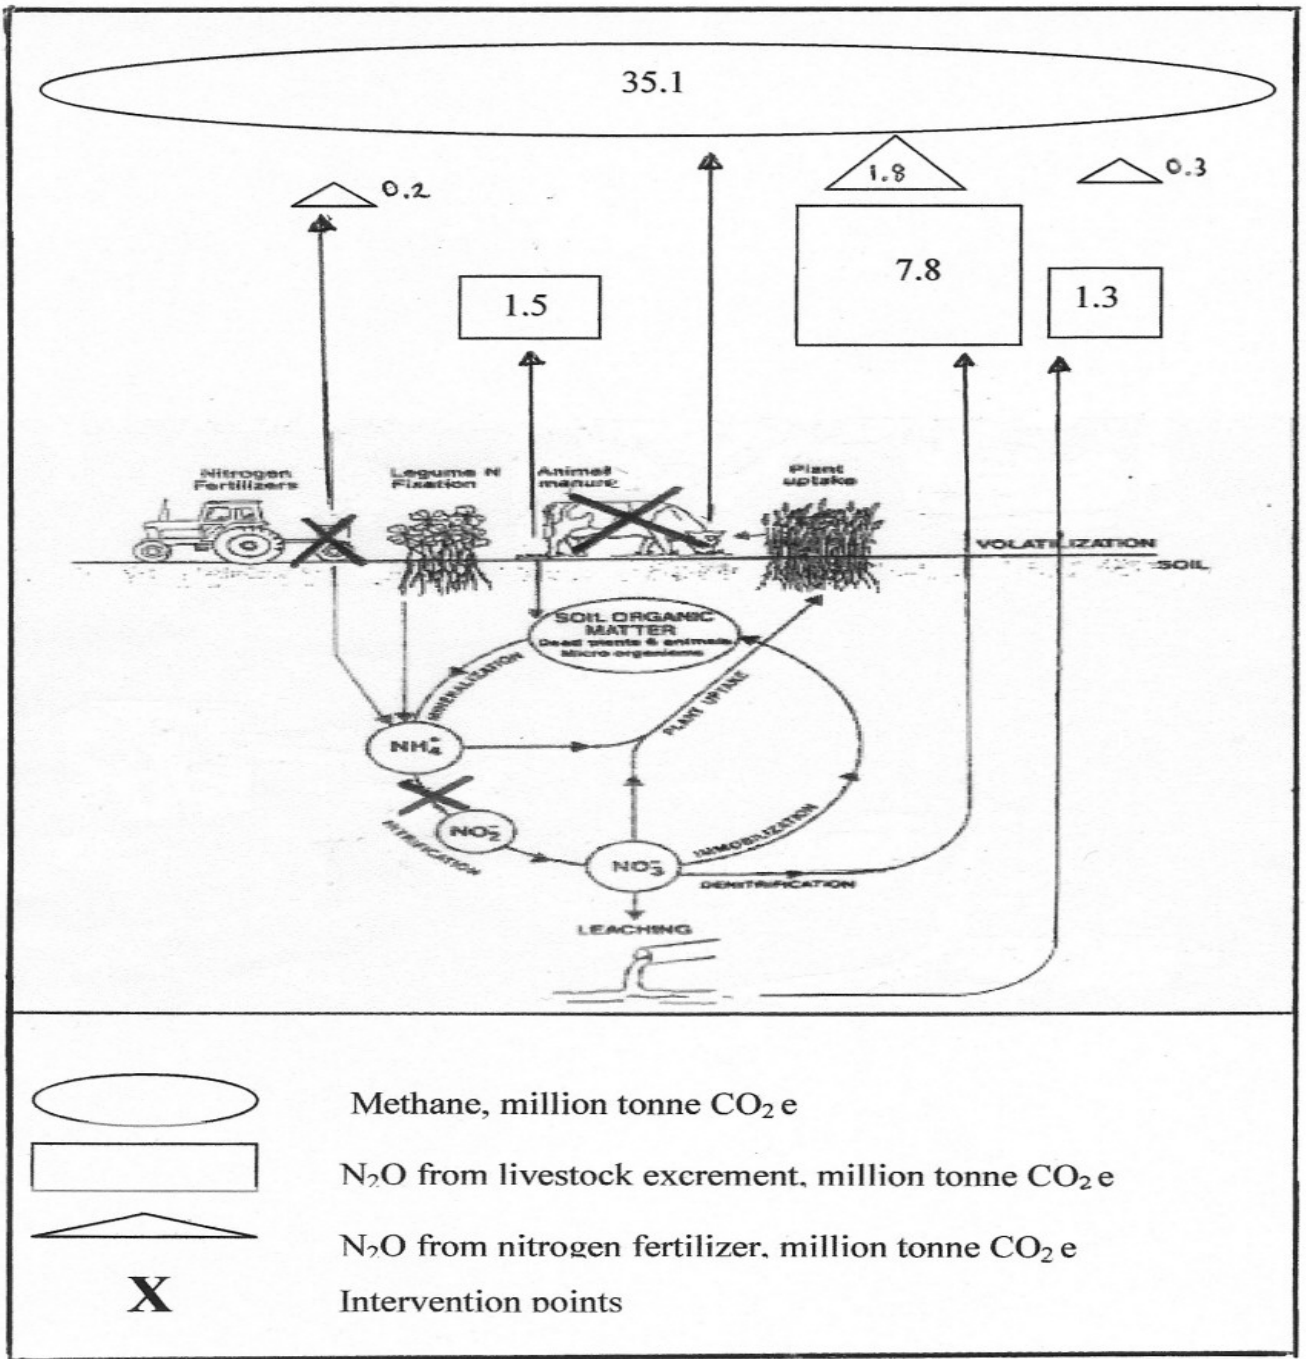 35.1
0.2
1.8
0.3
7.8
1.5
1.3
Nitrogen
Fertilizers
Legume N
Fixation
Animal
manure
Plant
uptake
VOLATILIZATION
SOIL
SOIL ORGANIC
MATTER
Dead plants & animals
Micro organisms
MINERALIZATION
PLANT UPTAKE
NH₄⁺
NO₂⁻
NITRIFICATION
NO₃⁻
IMMOBILIZATION
DENITRIFICATION
LEACHING
Methane, million tonne CO₂ e
N₂O from livestock excrement, million tonne CO₂ e
N₂O from nitrogen fertilizer, million tonne CO₂ e
X Intervention points